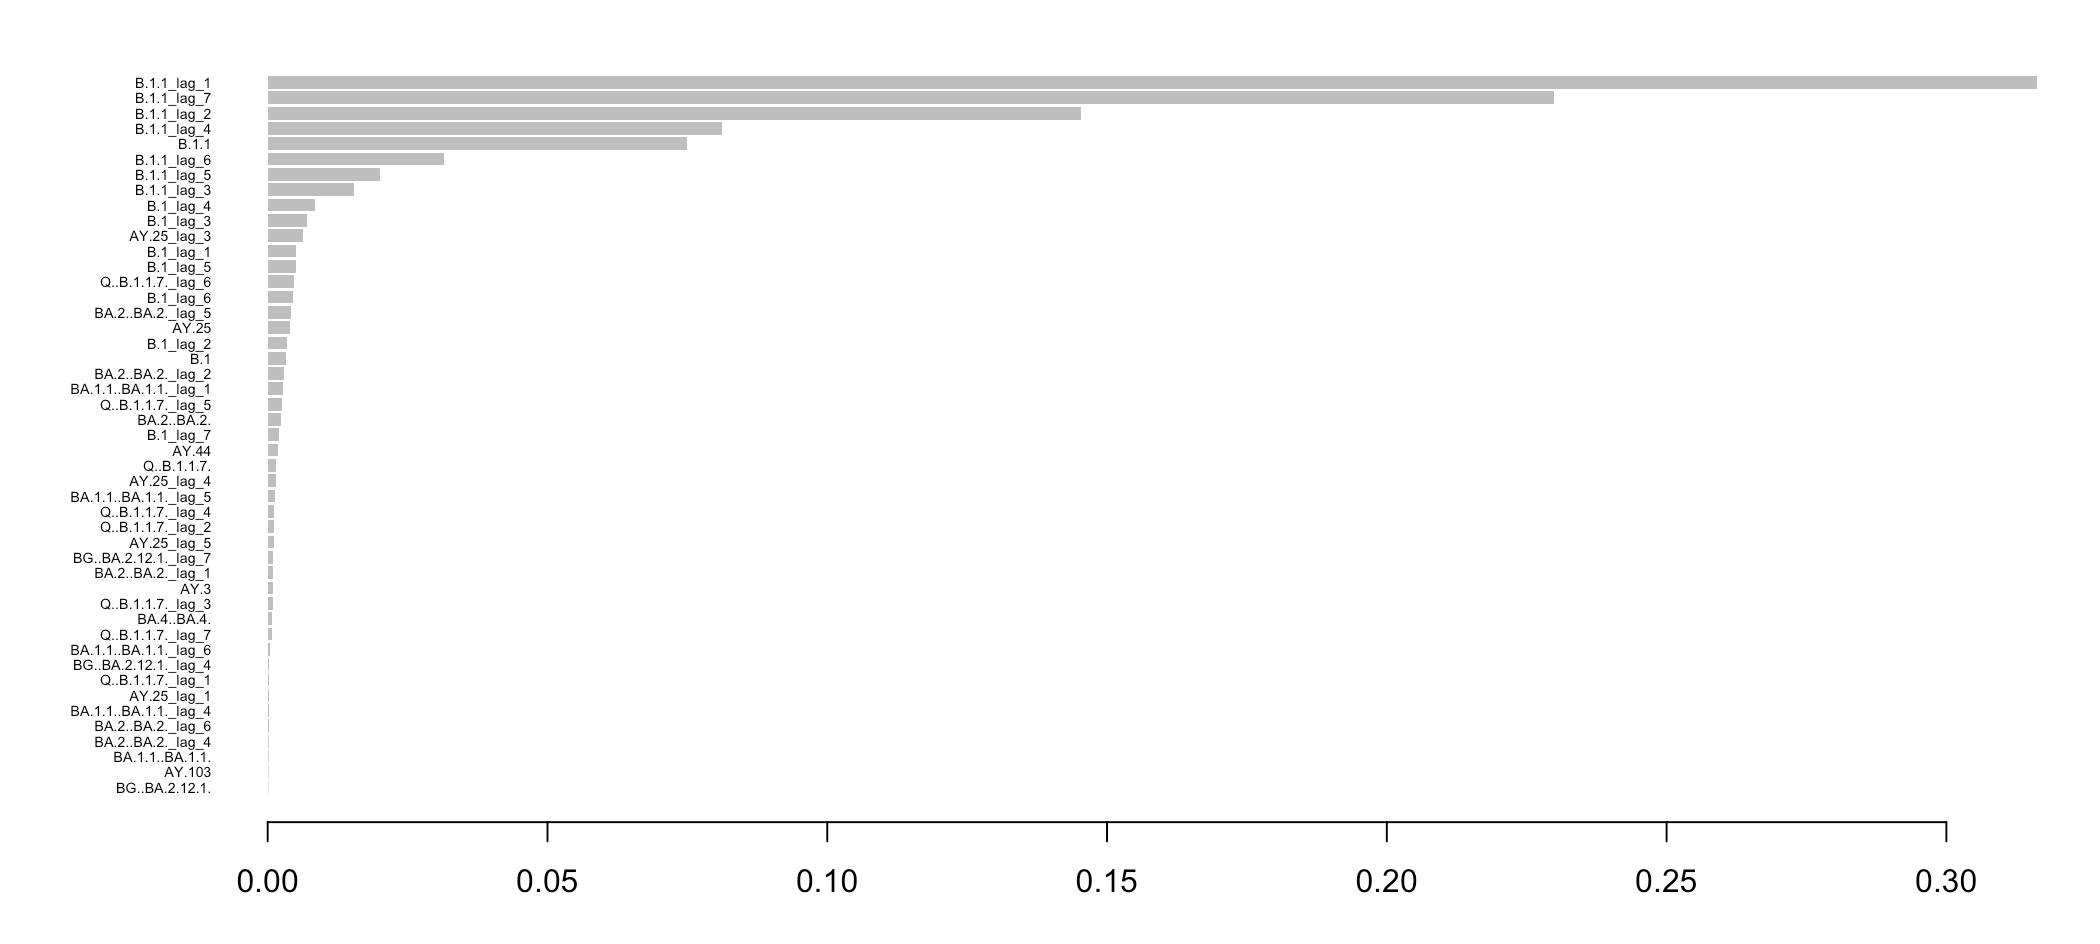 B.1.1_lag_1
B.1.1_lag_7
B.1.1_lag_2
B.1.1_lag_4
B.1.1
B.1.1_lag_6
B.1.1_lag_5
B.1.1_lag_3
B.1_lag_4
B.1_lag_3
AY.25_lag_3
B.1_lag_1
B.1_lag_5
Q..B.1.1.7._lag_6
B.1_lag_6
BA.2..BA.2._lag_5
AY.25
B.1_lag_2
B.1
BA.2..BA.2._lag_2
BA.1.1..BA.1.1._lag_1
Q..B.1.1.7._lag_5
BA.2..BA.2.
B.1_lag_7
AY.44
Q..B.1.1.7.
AY.25_lag_4
BA.1.1..BA.1.1._lag_5
Q..B.1.1.7._lag_4
Q..B.1.1.7._lag_2
AY.25_lag_5
BG..BA.2.12.1._lag_7
BA.2..BA.2._lag_1
AY.3
Q..B.1.1.7._lag_3
BA.4..BA.4.
Q..B.1.1.7._lag_7
BA.1.1..BA.1.1._lag_6
BG..BA.2.12.1._lag_4
Q..B.1.1.7._lag_1
AY.25_lag_1
BA.1.1..BA.1.1._lag_4
BA.2..BA.2._lag_6
BA.2..BA.2._lag_4
BA.1.1..BA.1.1.
AY.103
BG..BA.2.12.1.
0.00 0.05 0.10 0.15 0.20 0.25 0.30